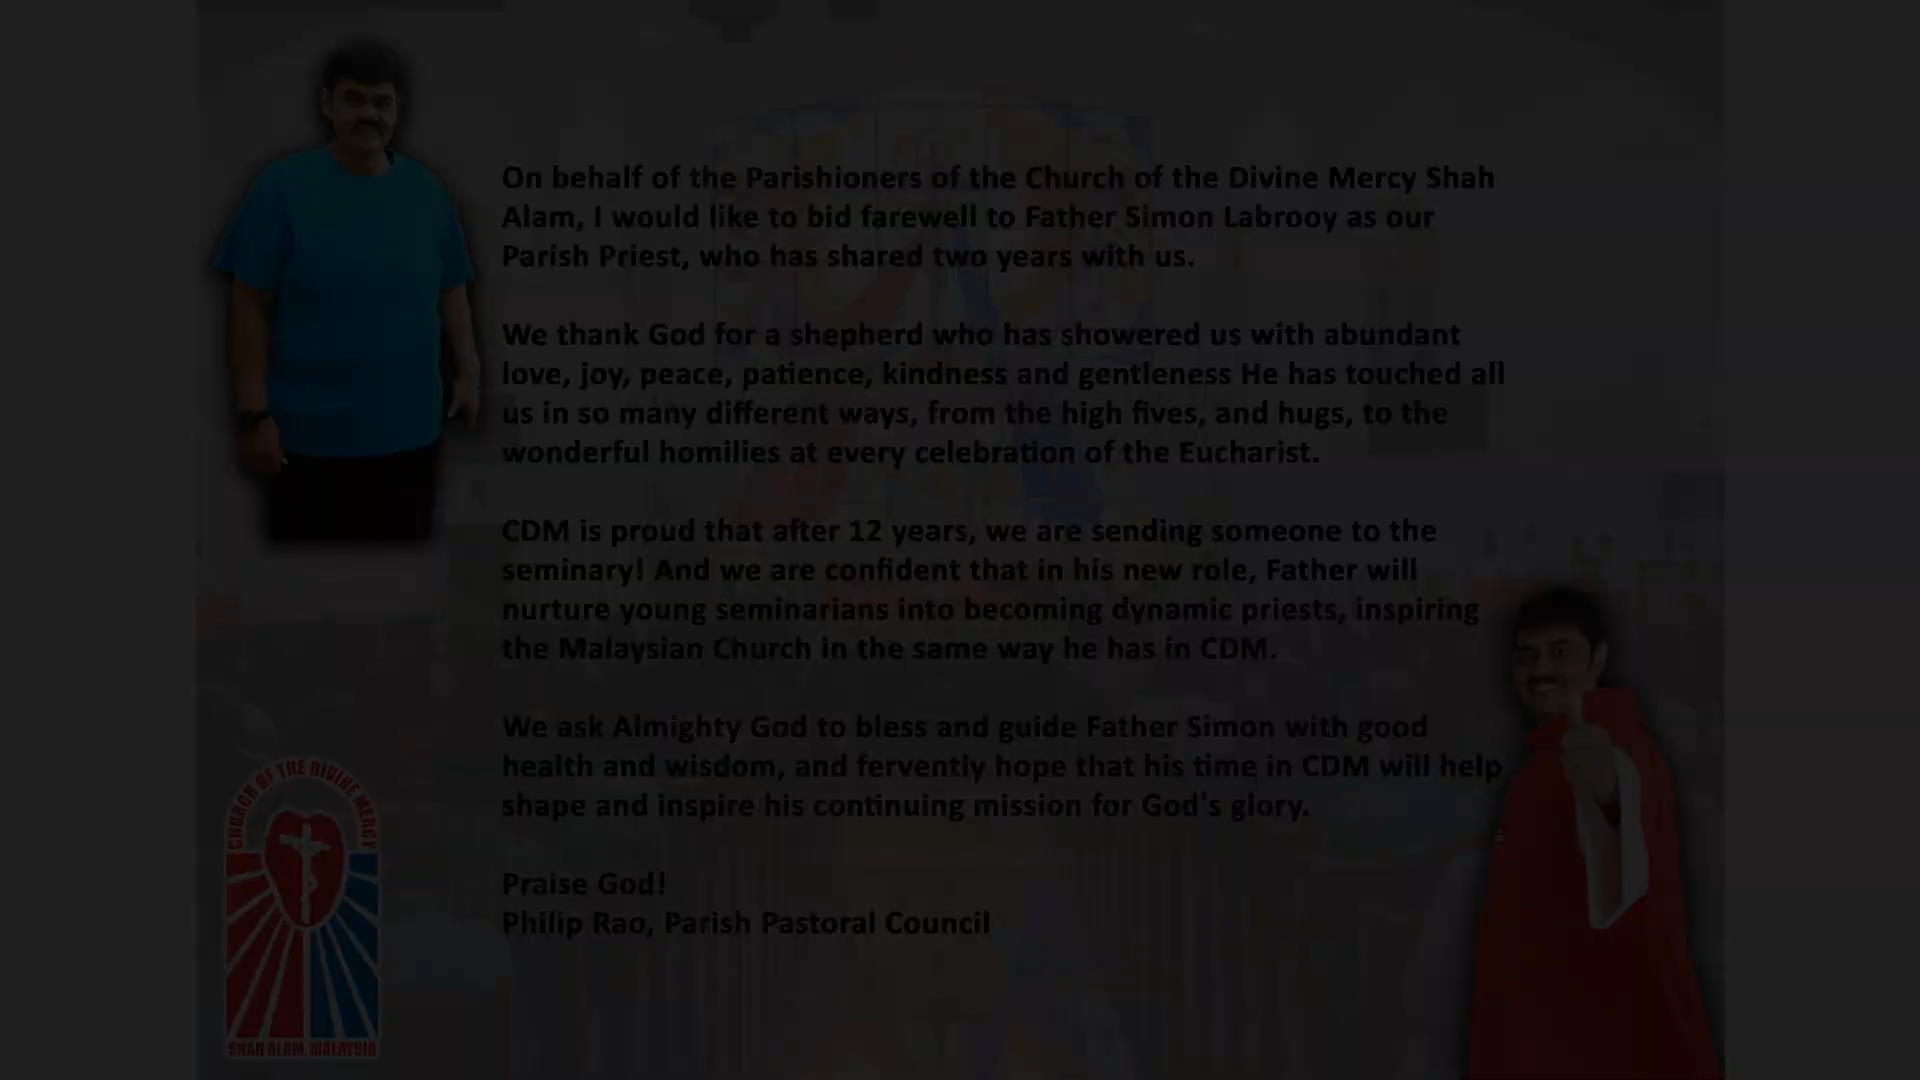 On behalf of the Parishioners of the Church of the Divine Mercy Shah
Alam, I would like to bid farewell to Father Simon Labrooy as our
Parish Priest, who has shared two years with us.
We thank God for a shepherd who has showered us with abundant
love, joy, peace, patience, kindness and gentleness He has touched all
us in so many different ways, from the high fives, and hugs, to the
wonderful homilies at every celebration of the Eucharist.
CDM is proud that after 12 years, we are sending someone to the
seminary! And we are confident that in his new role, Father will
nurture young seminarians into becoming dynamic priests, inspiring
the Malaysian Church in the same way he has in CDM.
We ask Almighty God to bless and guide Father Simon with good
health and wisdom, and fervently hope that his time in CDM will help
shape and inspire his continuing mission for God's glory.
Praise God!
Philip Rao, Parish Pastoral Council
CHURCH OF THE DIVINE MERCY
SHAH ALAM, MALAYSIA